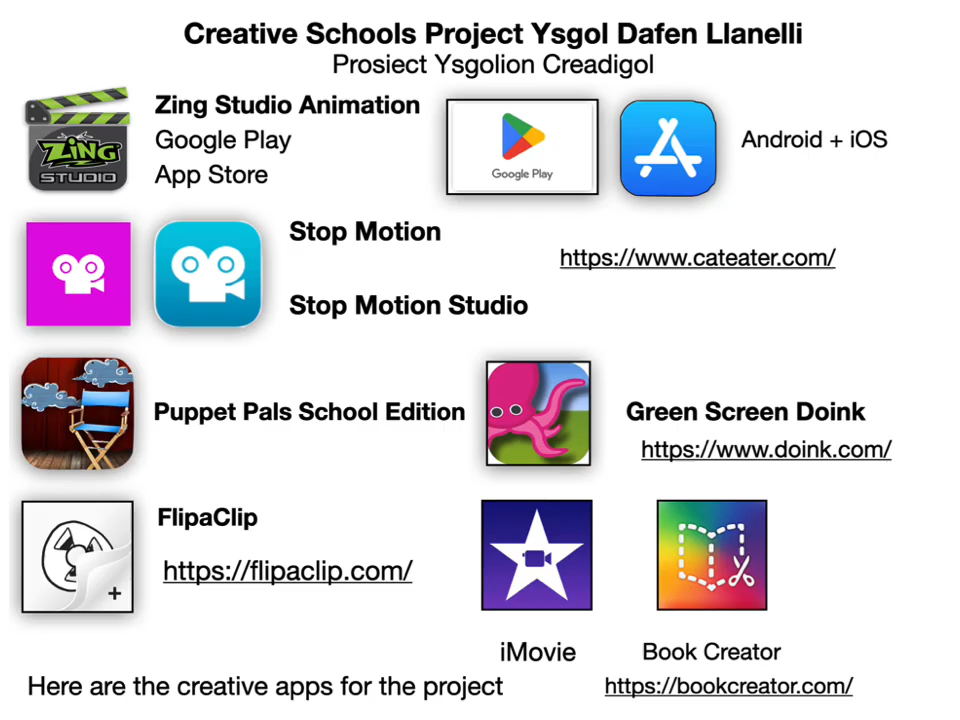 Creative Schools Project Ysgol Dafen Llanelli
Prosiect Ysgolion Creadigol
Zing Studio Animation
Google Play
App Store
ZING
STUDIO
Google Play
Android + iOS
Stop Motion
https://www.cateater.com/
Stop Motion Studio
Puppet Pals School Edition
Green Screen Doink
https://www.doink.com/
FlipaClip
https://flipaclip.com/
iMovie
Book Creator
Here are the creative apps for the project
https://bookcreator.com/